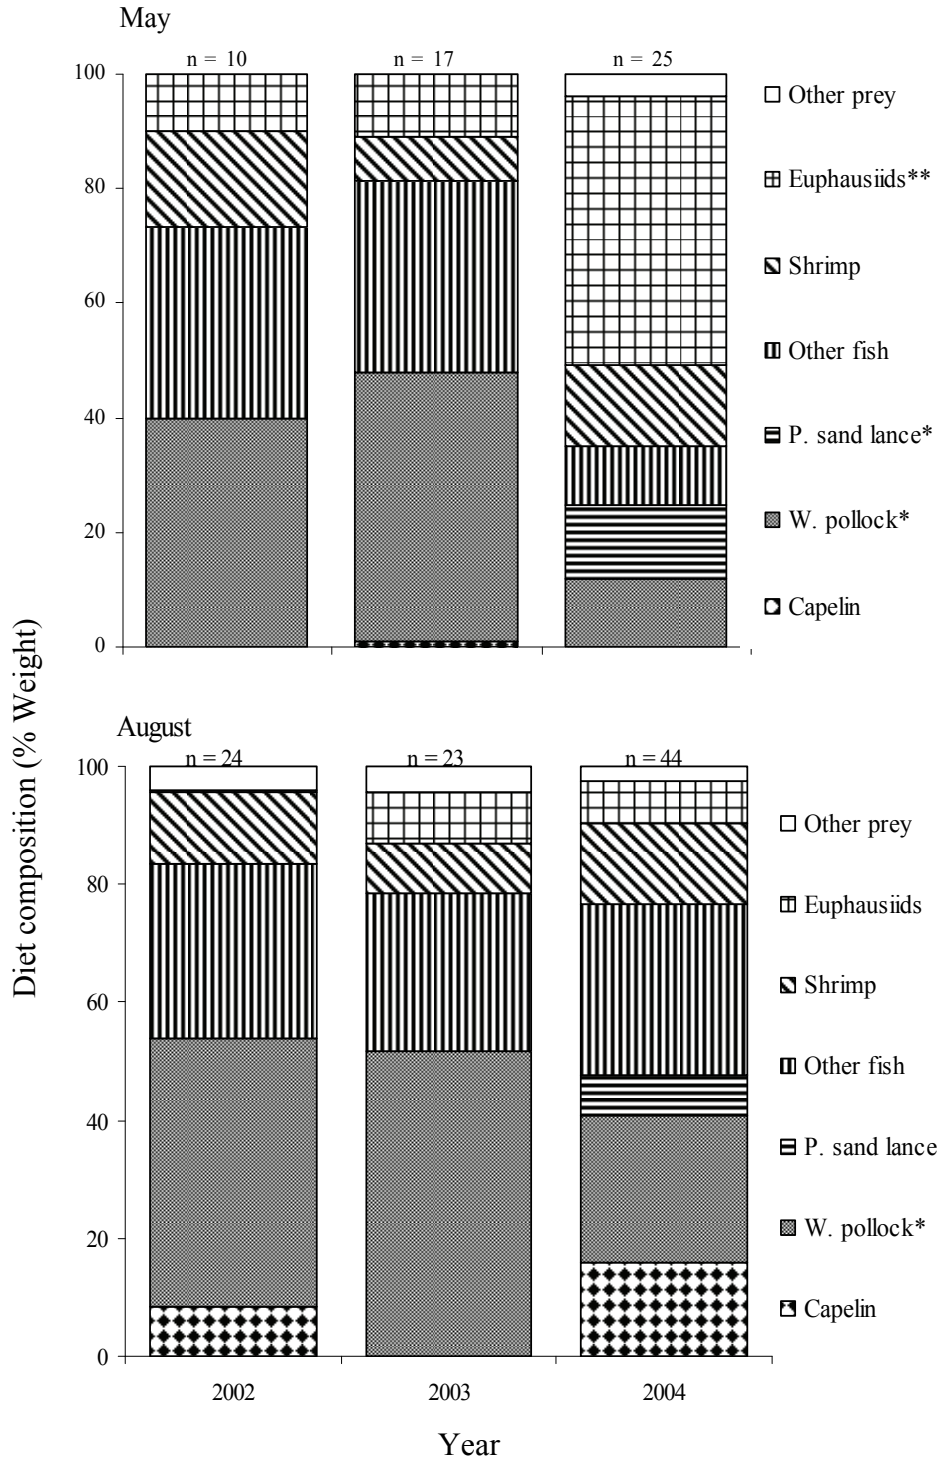 May
n = 10
n = 17
n = 25
100
80
60
40
20
0
Other prey
Euphausiids**
Shrimp
Other fish
P. sand lance*
W. pollock*
Capelin
Diet composition (% Weight)
August
n = 24
n = 23
n = 44
100
80
60
40
20
0
Other prey
Euphausiids
Shrimp
Other fish
P. sand lance
W. pollock*
Capelin
2002
2003
2004
Year